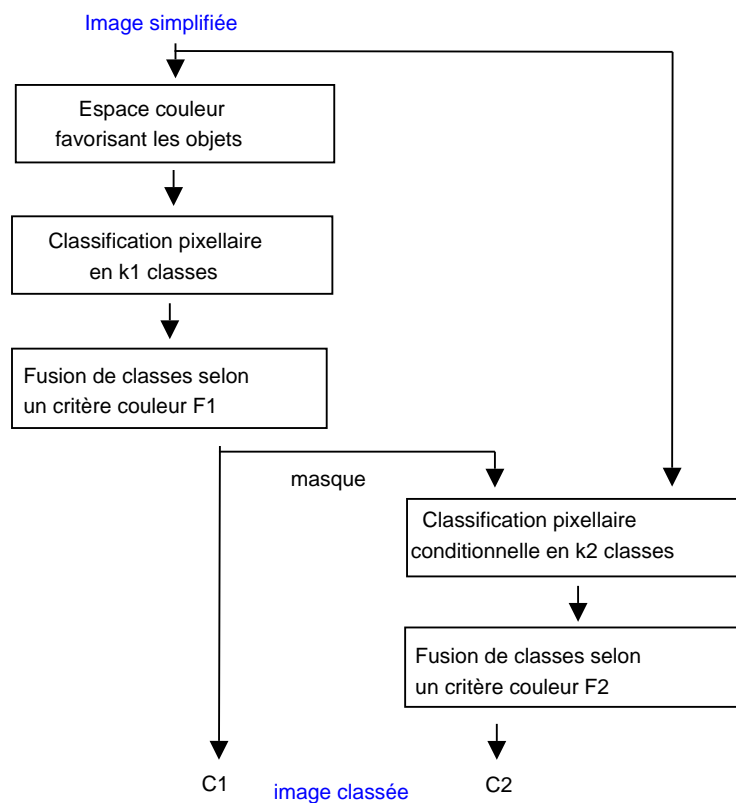 Image simplifiée
Espace couleur
favorisant les objets
Classification pixellaire
en k1 classes
Fusion de classes selon
un critère couleur F1
masque
Classification pixellaire
conditionnelle en k2 classes
Fusion de classes selon
un critère couleur F2
C1
image classée
C2